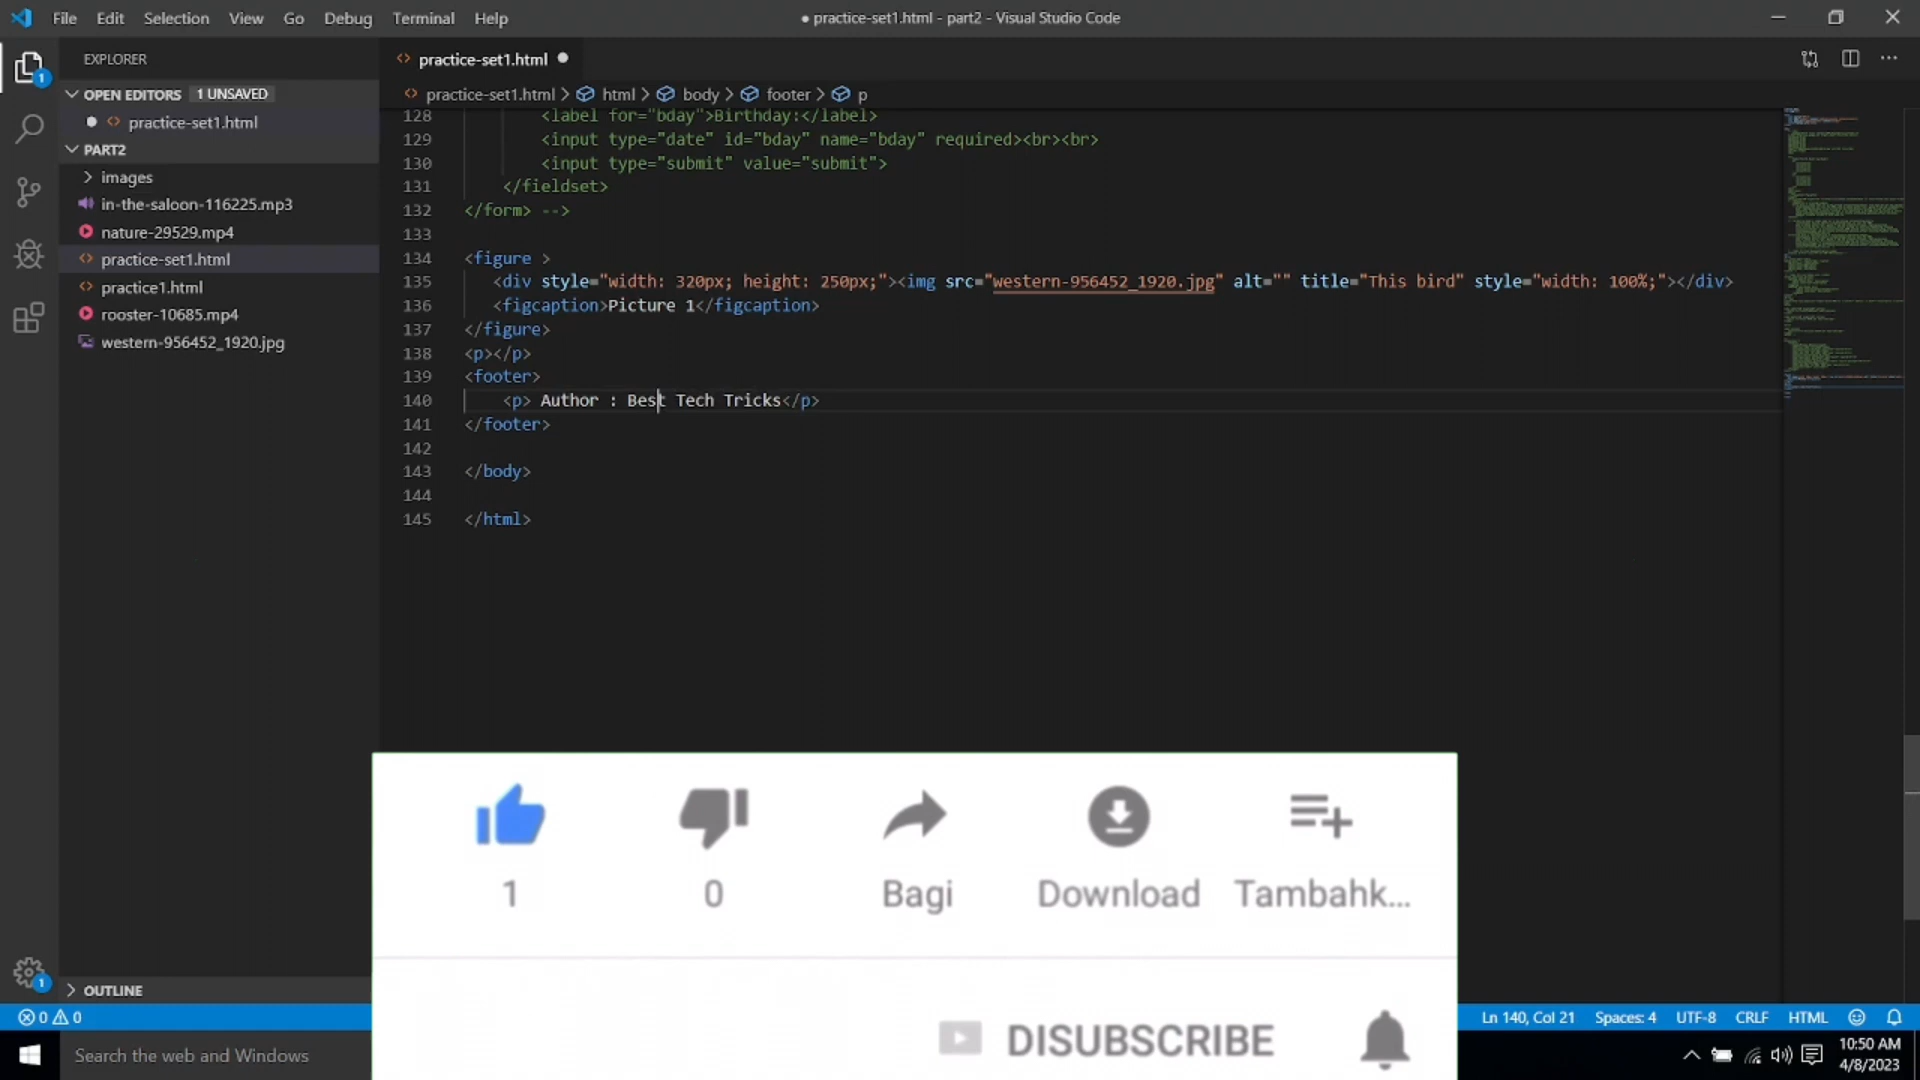 File Edit Selection View Go Debug Terminal Help
● practice-set1.html - part2 - Visual Studio Code
EXPLORER
OPEN EDITORS 1 UNSAVED
practice-set1.html
PART2
images
in-the-saloon-116225.mp3
nature-29529.mp4
practice-set1.html
practice1.html
rooster-10685.mp4
western-956452_1920.jpg
OUTLINE
practice-set1.html
practice-set1.html > html > body > footer > p
128 <label for="bday">Birthday:</label>
129 <input type="date" id="bday" name="bday" required><br><br>
130 <input type="submit" value="submit">
131 </fieldset>
132 </form> -->
133
134 <figure >
135 <div style="width: 320px; height: 250px;"><img src="western-956452_1920.jpg" alt="" title="This bird" style="width: 100%;"></div>
136 <figcaption>Picture 1</figcaption>
137 </figure>
138 <p></p>
139 <footer>
140 <p> Author : Best Tech Tricks</p>
141 </footer>
142
143 </body>
144
145 </html>
1 0 Bagi Download Tambahk...
DISUBSCRIBE
1
1
0 0
Ln 140, Col 21 Spaces: 4 UTF-8 CRLF HTML
Search the web and Windows
10:50 AM
4/8/2023